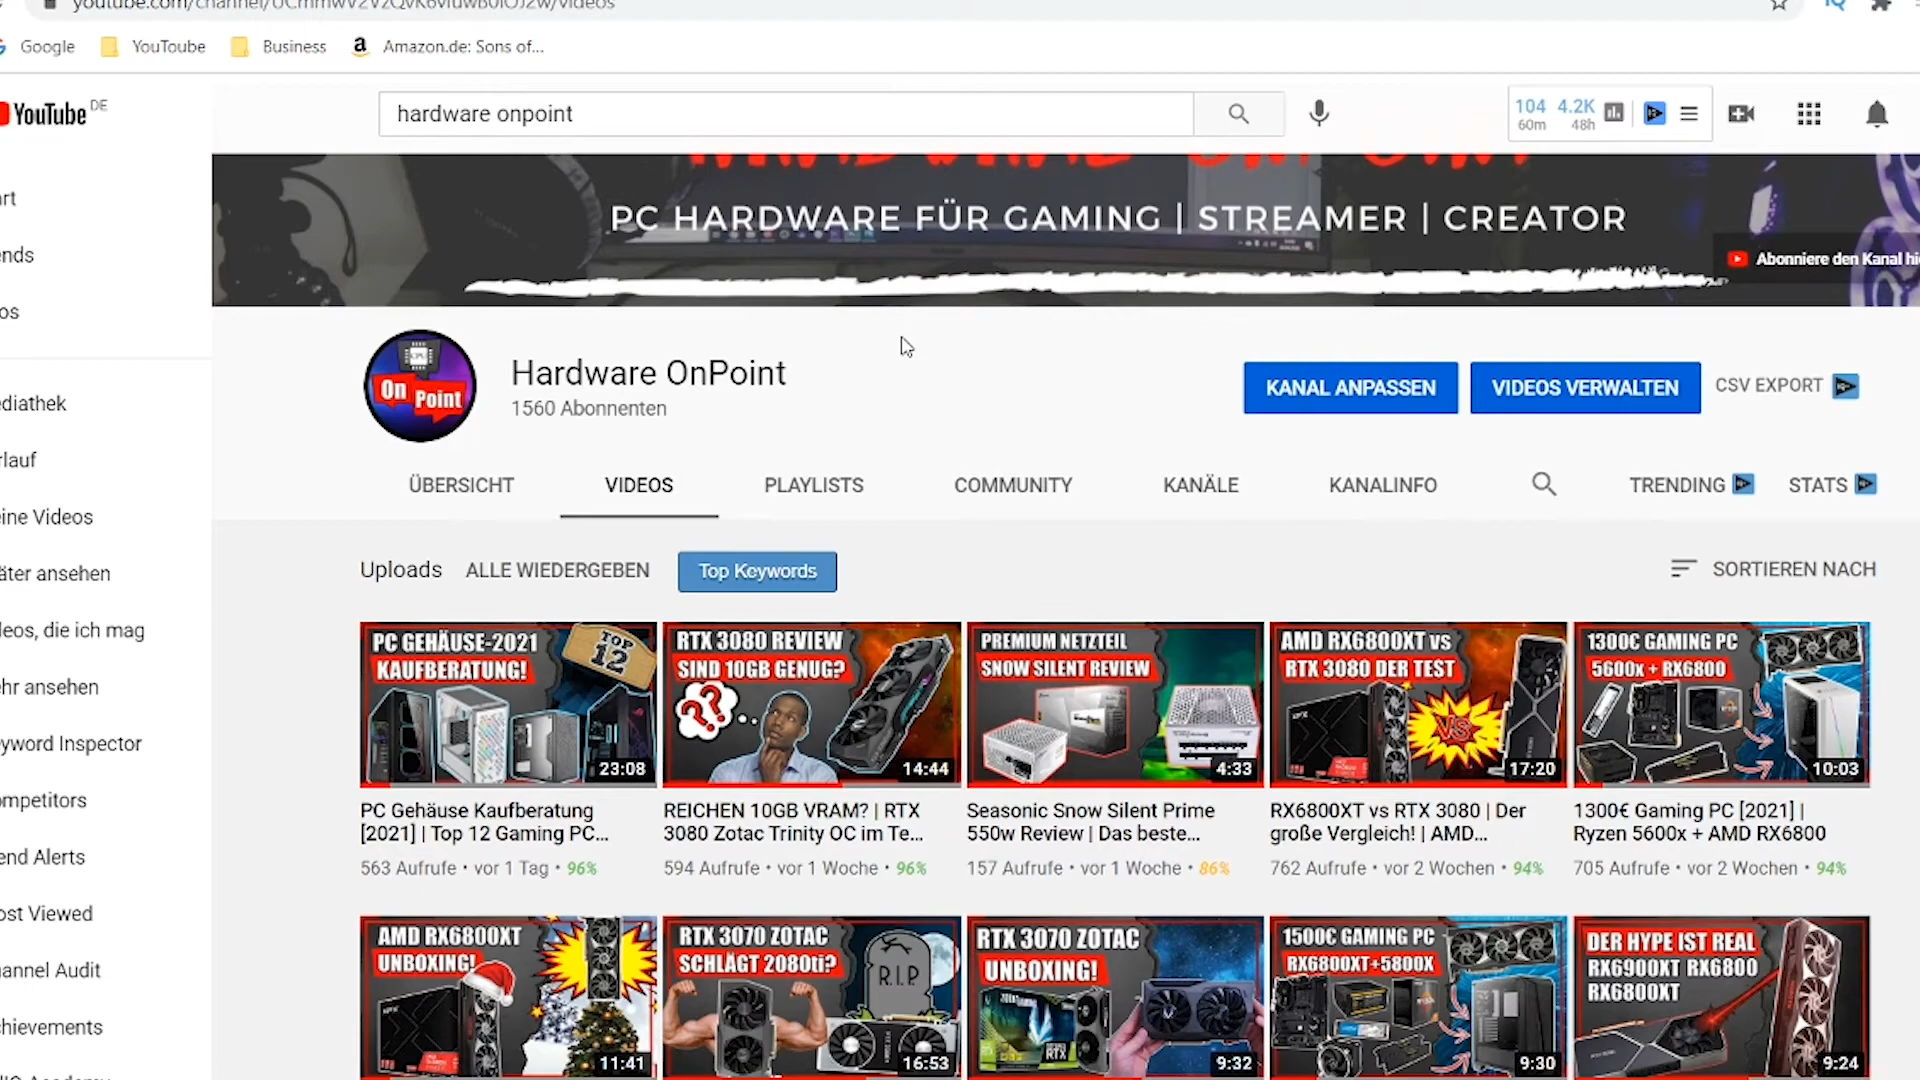 Google YouToube Business Amazon.de: Sons of...
YouTube DE
hardware onpoint
104 4.2K
60m 48h
PC HARDWARE FÜR GAMING | STREAMER | CREATOR
Abonniere den Kanal hi
On Point
Hardware OnPoint
1560 Abonnenten
KANAL ANPASSEN VIDEOS VERWALTEN CSV EXPORT
ÜBERSICHT VIDEOS PLAYLISTS COMMUNITY KANÄLE KANALINFO TRENDING STATS
rt
ends
os
diathek
rlauf
ine Videos
äter ansehen
eos, die ich mag
hr ansehen
yword Inspector
ompetitors
end Alerts
ost Viewed
annel Audit
chievements
Uploads ALLE WIEDERGEBEN Top Keywords SORTIEREN NACH
PC GEHÄUSE-2021
KAUFBERATUNG!
TOP
12
23:08
PC Gehäuse Kaufberatung
[2021] | Top 12 Gaming PC...
563 Aufrufe • vor 1 Tag • 96%
RTX 3080 REVIEW
SIND 10GB GENUG?
??
14:44
REICHEN 10GB VRAM? | RTX
3080 Zotac Trinity OC im Te...
594 Aufrufe • vor 1 Woche • 96%
PREMIUM NETZTEIL
SNOW SILENT REVIEW
4:33
Seasonic Snow Silent Prime
550w Review | Das beste...
157 Aufrufe • vor 1 Woche • 86%
AMD RX6800XT vs
RTX 3080 DER TEST
VS
17:20
RX6800XT vs RTX 3080 | Der
große Vergleich! | AMD...
762 Aufrufe • vor 2 Wochen • 94%
1300€ GAMING PC
5600x + RX6800
10:03
1300€ Gaming PC [2021] |
Ryzen 5600x + AMD RX6800
705 Aufrufe • vor 2 Wochen • 94%
AMD RX6800XT
UNBOXING!
11:41
RTX 3070 ZOTAC
SCHLÄGT 2080ti?
R.I.P.
16:53
RTX 3070 ZOTAC
UNBOXING!
RTX
9:32
1500€ GAMING PC
RX6800XT+5800X
9:30
DER HYPE IST REAL
RX6900XT RX6800
RX6800XT
9:24